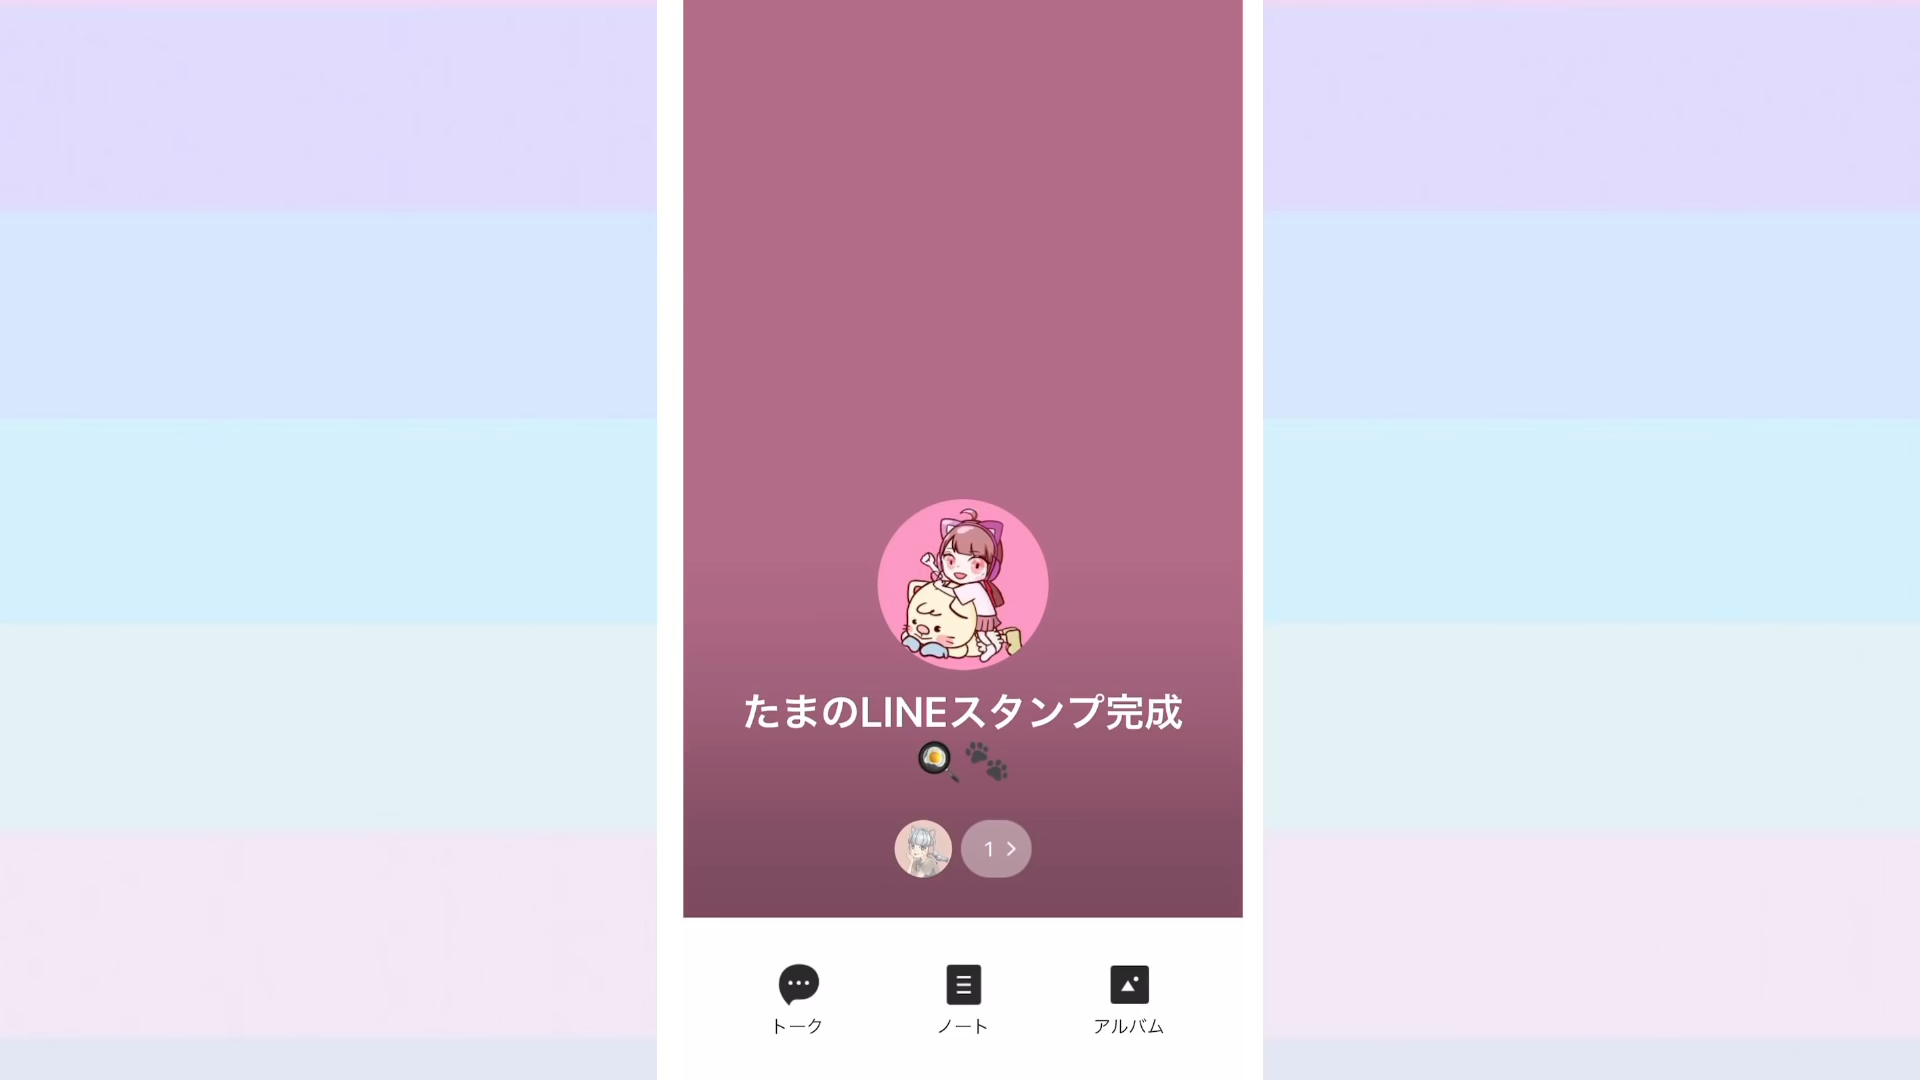 たまのLINEスタンプ完成
🍳 🐾
1 >
トーク
ノート
アルバム